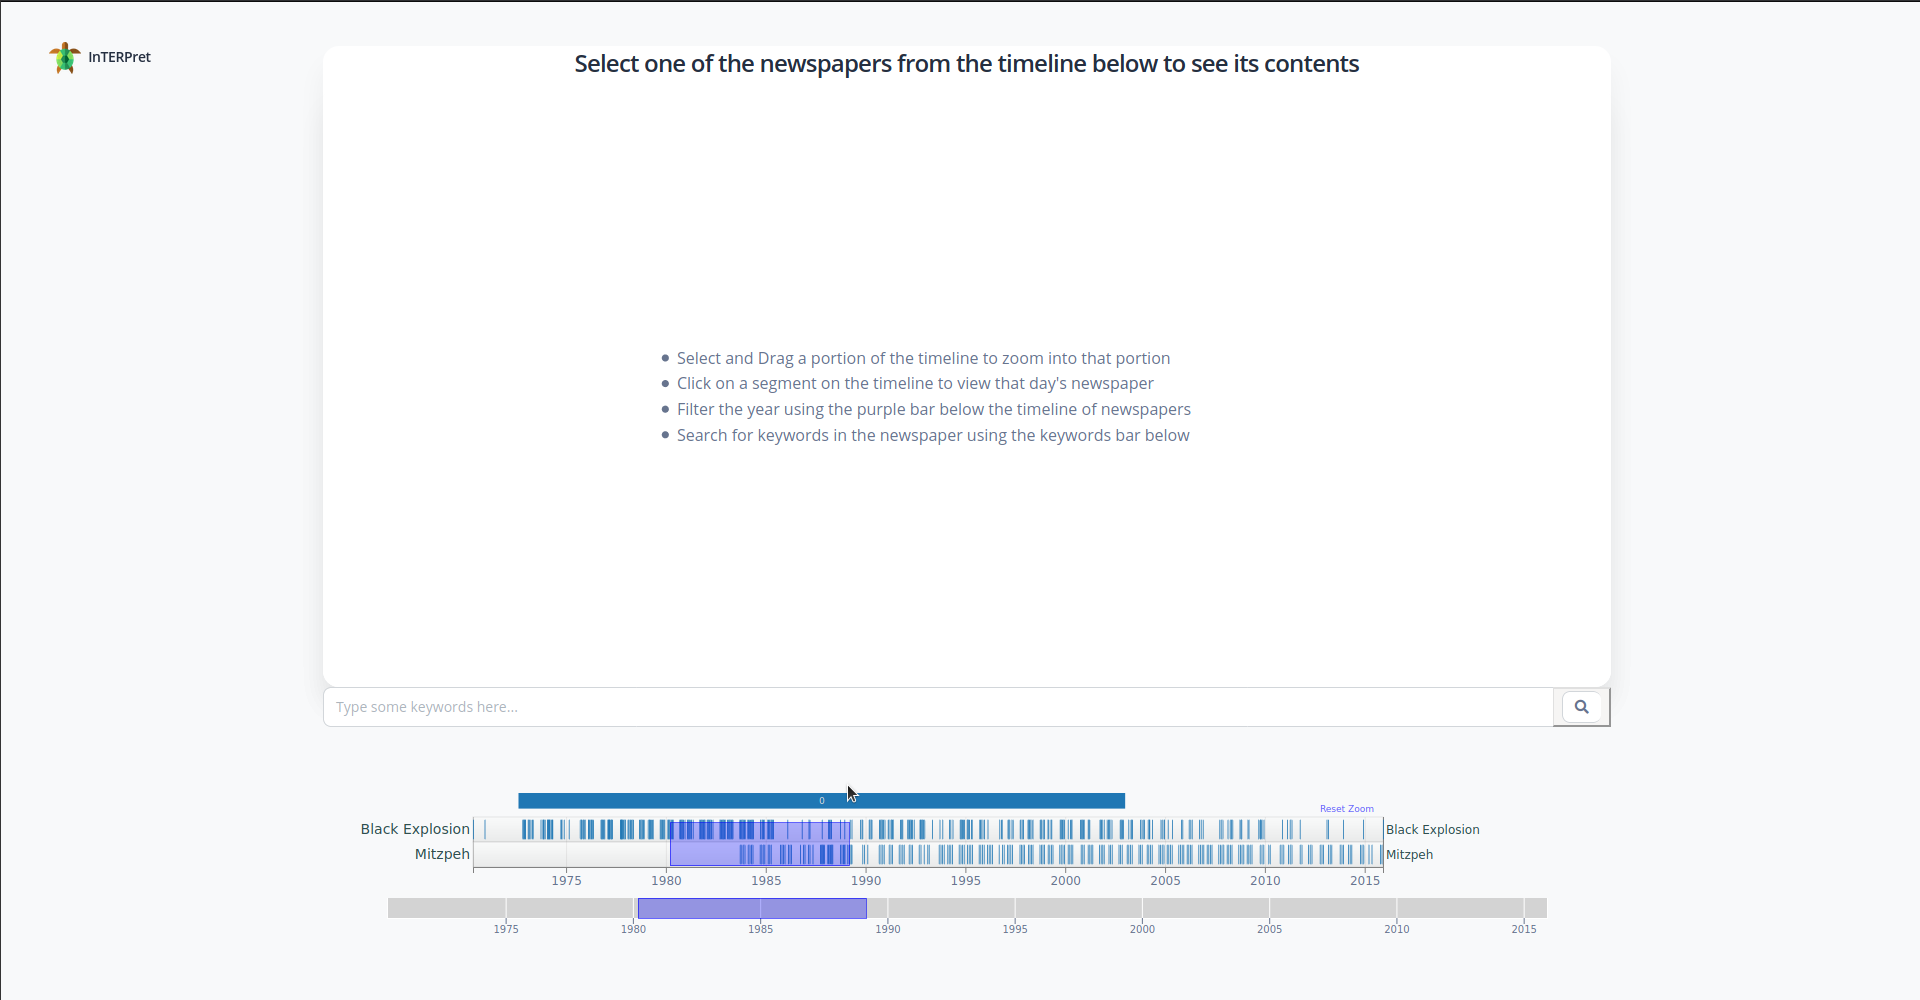 InTERPret
Select one of the newspapers from the timeline below to see its contents
Select and Drag a portion of the timeline to zoom into that portion
Click on a segment on the timeline to view that day's newspaper
Filter the year using the purple bar below the timeline of newspapers
Search for keywords in the newspaper using the keywords bar below
Type some keywords here...
0
Reset Zoom
Black Explosion Black Explosion
Mitzpeh Mitzpeh
1975 1980 1985 1990 1995 2000 2005 2010 2015
1975 1980 1985 1990 1995 2000 2005 2010 2015